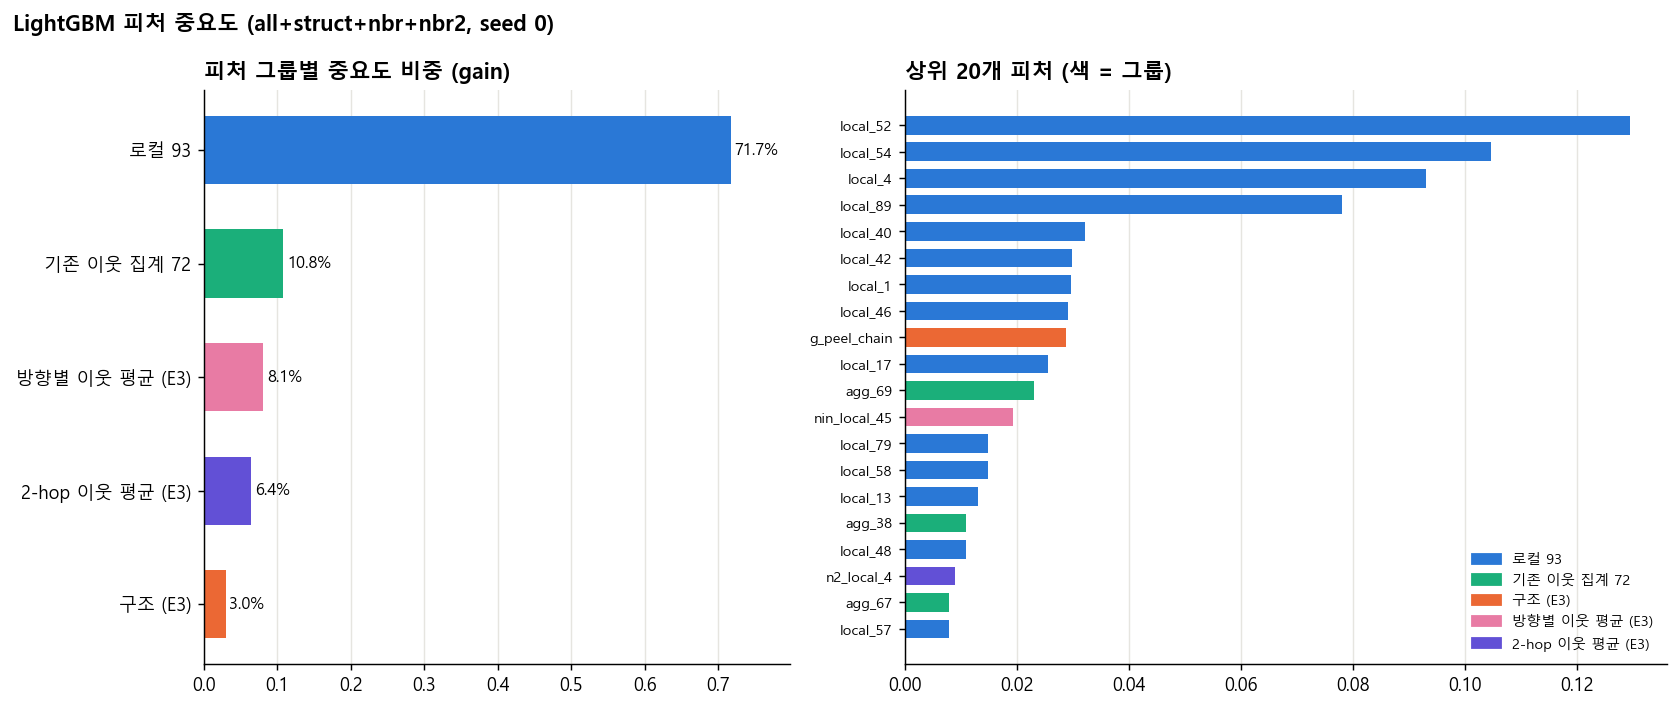 LightGBM 피처 중요도 (all+struct+nbr+nbr2, seed 0)
피처 그룹별 중요도 비중 (gain)
로컬 93
71.7%
기존 이웃 집계 72
10.8%
방향별 이웃 평균 (E3)
8.1%
2-hop 이웃 평균 (E3)
6.4%
구조 (E3)
3.0%
0.0 0.1 0.2 0.3 0.4 0.5 0.6 0.7
상위 20개 피처 (색 = 그룹)
local_52
local_54
local_4
local_89
local_40
local_42
local_1
local_46
g_peel_chain
local_17
agg_69
nin_local_45
local_79
local_58
local_13
agg_38
local_48
n2_local_4
agg_67
local_57
0.00 0.02 0.04 0.06 0.08 0.10 0.12
로컬 93
기존 이웃 집계 72
구조 (E3)
방향별 이웃 평균 (E3)
2-hop 이웃 평균 (E3)